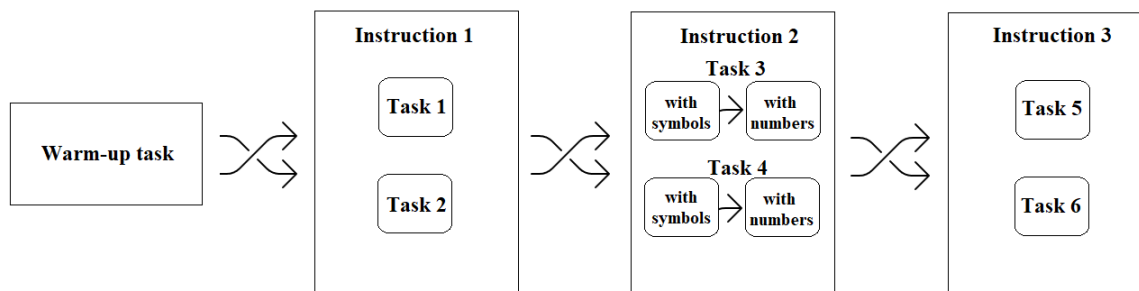 Warm-up task
Instruction 1
Task 1
Task 2
Instruction 2
Task 3
with
symbols
with
numbers
Task 4
with
symbols
with
numbers
Instruction 3
Task 5
Task 6